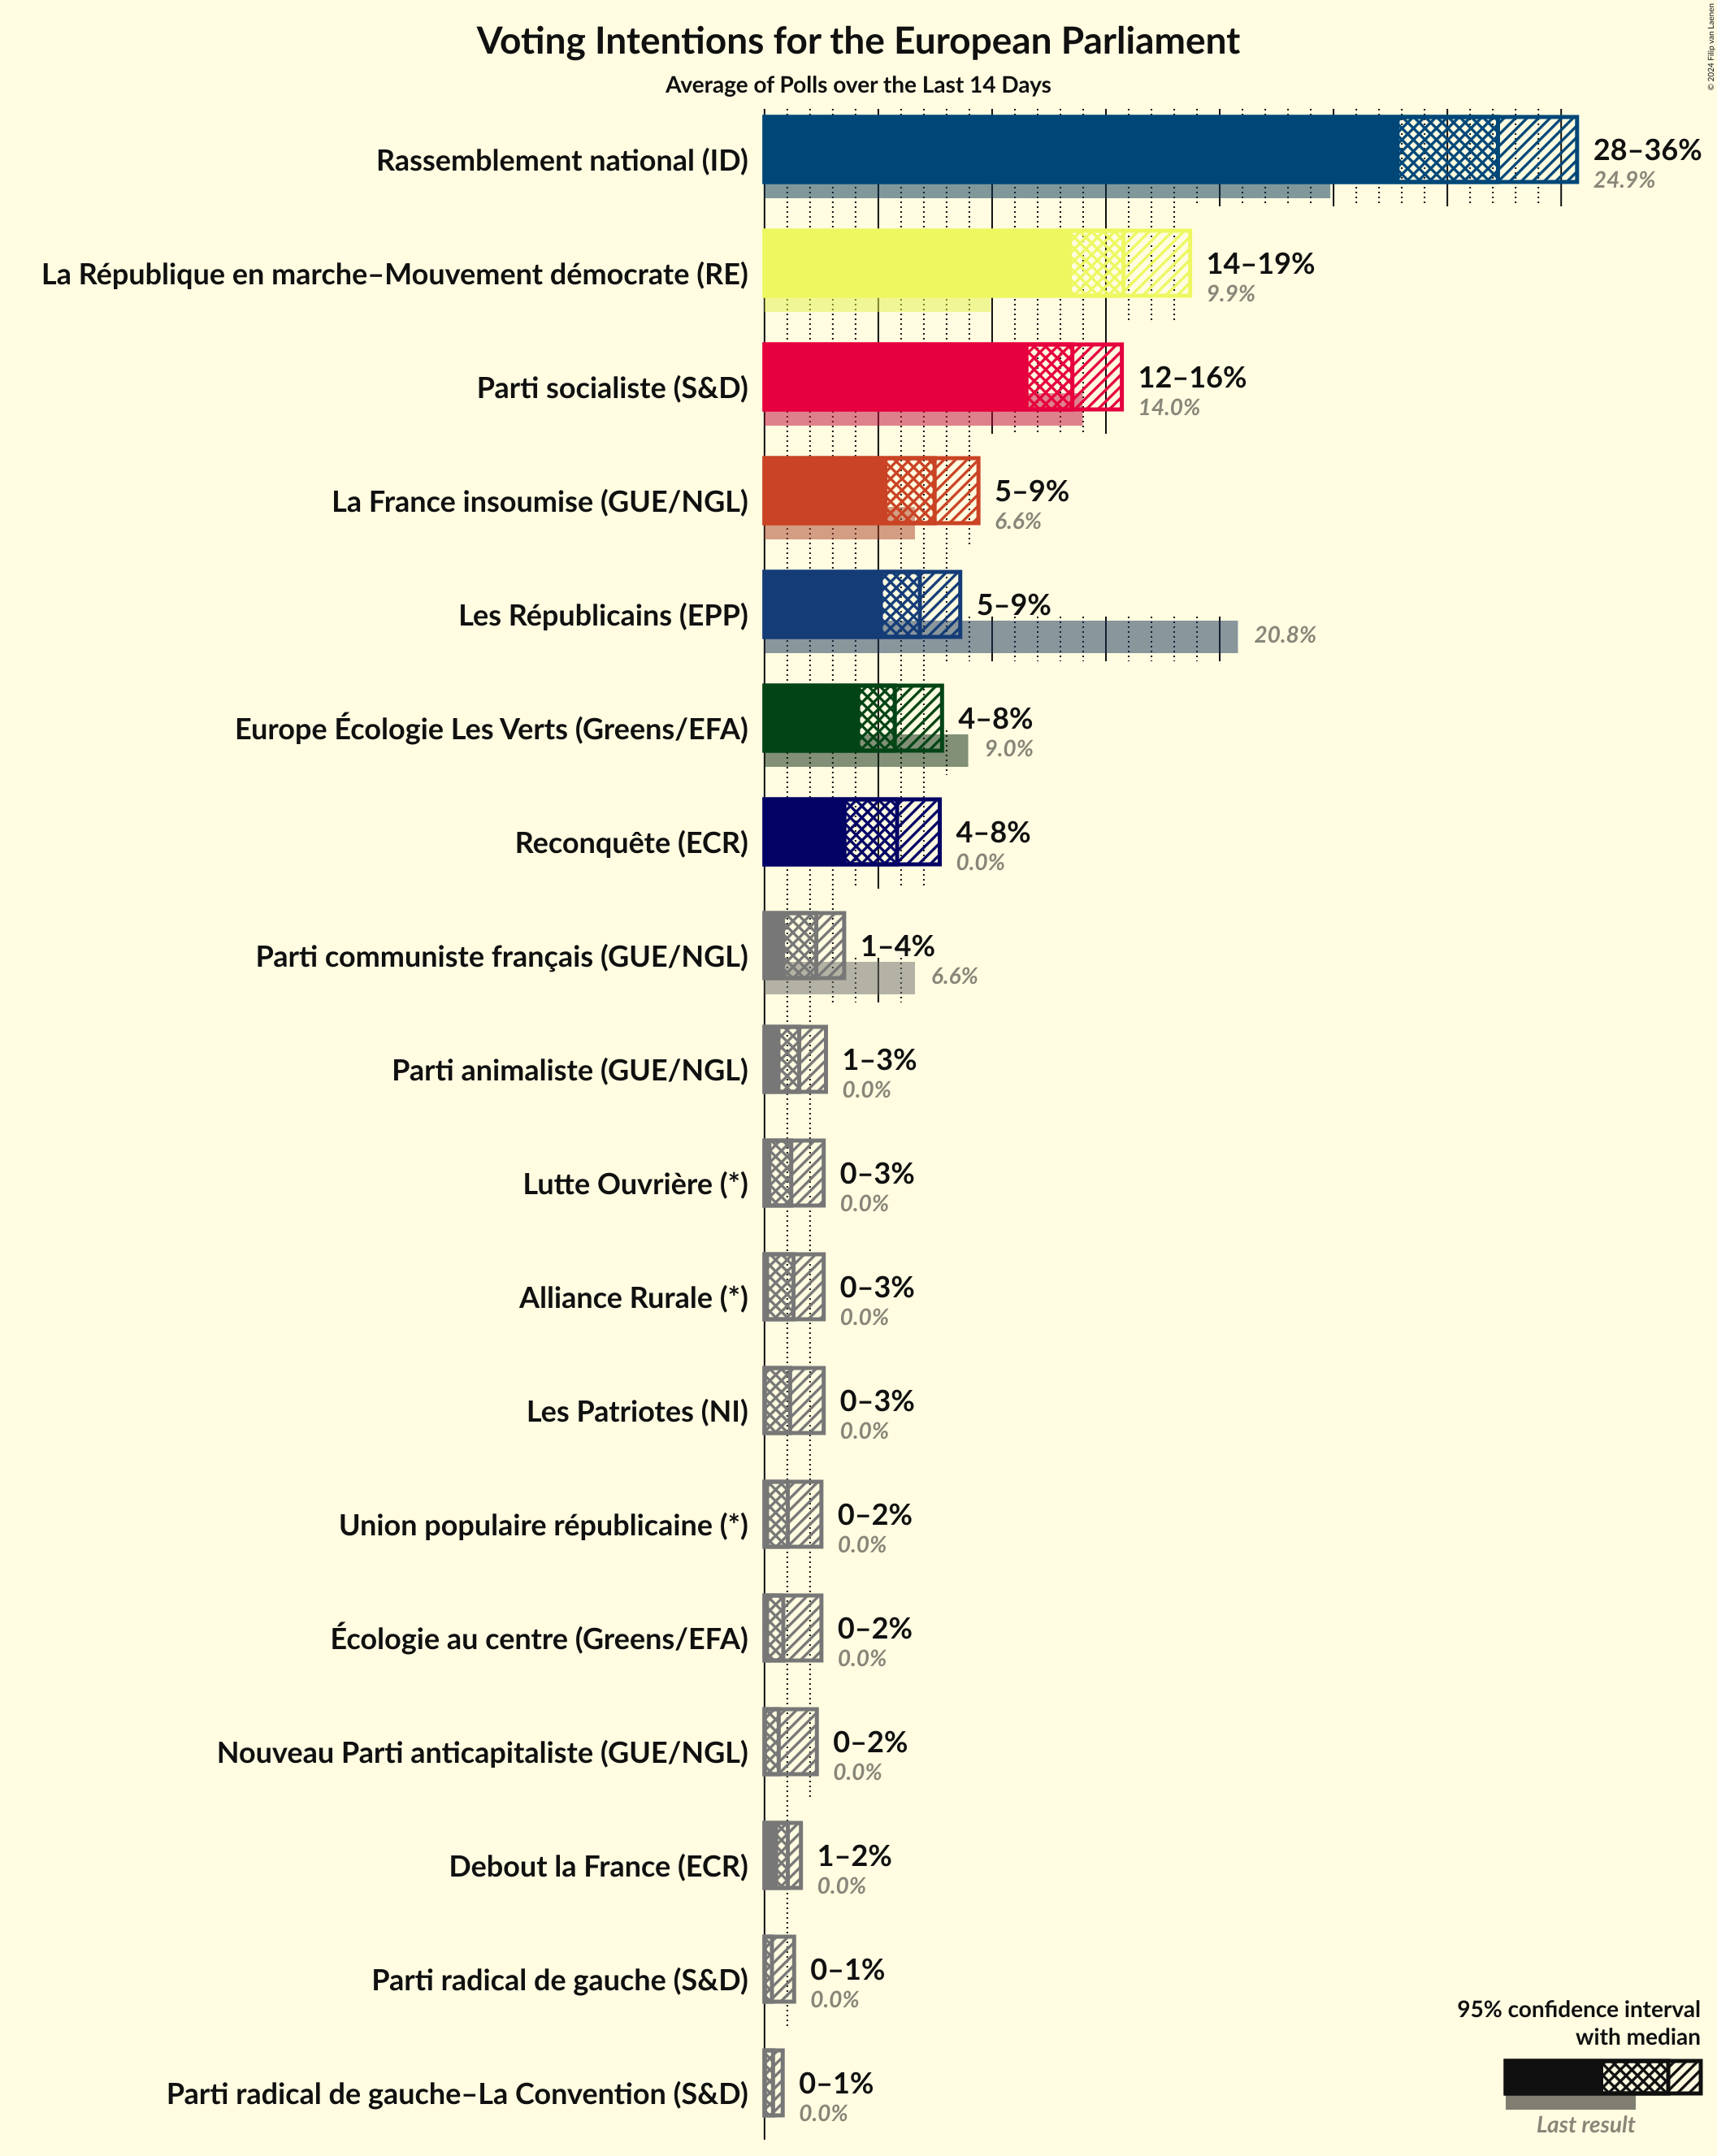 © 2024 Filip van Laenen
Voting Intentions for the European Parliament
Average of Polls over the Last 14 Days
Rassemblement national (ID)
28–36%
24.9%
La République en marche–Mouvement démocrate (RE)
14–19%
9.9%
Parti socialiste (S&D)
12–16%
14.0%
La France insoumise (GUE/NGL)
5–9%
6.6%
Les Républicains (EPP)
5–9%
20.8%
Europe Écologie Les Verts (Greens/EFA)
4–8%
9.0%
Reconquête (ECR)
4–8%
0.0%
Parti communiste français (GUE/NGL)
1–4%
6.6%
Parti animaliste (GUE/NGL)
1–3%
0.0%
Lutte Ouvrière (*)
0–3%
0.0%
Alliance Rurale (*)
0–3%
0.0%
Les Patriotes (NI)
0–3%
0.0%
Union populaire républicaine (*)
0–2%
0.0%
Écologie au centre (Greens/EFA)
0–2%
0.0%
Nouveau Parti anticapitaliste (GUE/NGL)
0–2%
0.0%
Debout la France (ECR)
1–2%
0.0%
Parti radical de gauche (S&D)
0–1%
0.0%
Parti radical de gauche–La Convention (S&D)
0–1%
0.0%
95% confidence interval
with median
Last result